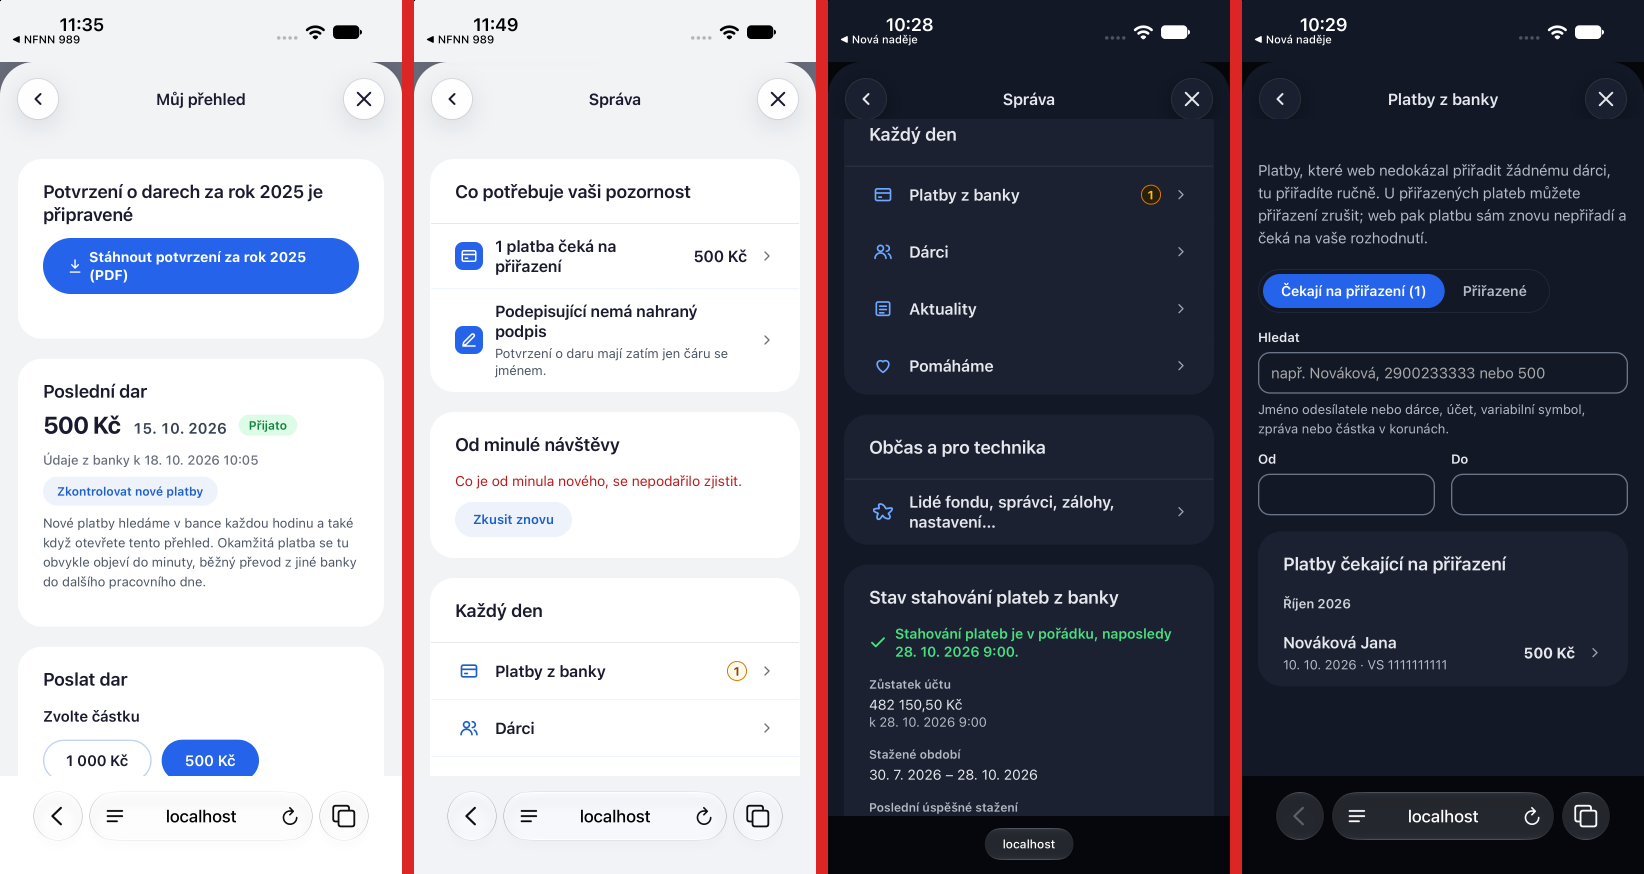 11:35
◀ NFNN 989
Můj přehled
Potvrzení o darech za rok 2025 je
připravené
Stáhnout potvrzení za rok 2025
(PDF)
Poslední dar
500 Kč 15. 10. 2026 Přijato
Údaje z banky k 18. 10. 2026 10:05
Zkontrolovat nové platby
Nové platby hledáme v bance každou hodinu a také
když otevřete tento přehled. Okamžitá platba se tu
obvykle objeví do minuty, běžný převod z jiné banky
do dalšího pracovního dne.
Poslat dar
Zvolte částku
1 000 Kč 500 Kč
localhost
11:49
◀ NFNN 989
Správa
Co potřebuje vaši pozornost
1 platba čeká na
přiřazení
500 Kč
Podepisující nemá nahraný
podpis
Potvrzení o daru mají zatím jen čáru se
jménem.
Od minulé návštěvy
Co je od minula nového, se nepodařilo zjistit.
Zkusit znovu
Každý den
Platby z banky 1
Dárci
localhost
10:28
◀ Nová naděje
Správa
Každý den
Platby z banky 1
Dárci
Aktuality
Pomáháme
Občas a pro technika
Lidé fondu, správci, zálohy,
nastavení...
Stav stahování plateb z banky
Stahování plateb je v pořádku, naposledy
28. 10. 2026 9:00.
Zůstatek účtu
482 150,50 Kč
k 28. 10. 2026 9:00
Stažené období
30. 7. 2026 – 28. 10. 2026
Poslední úspěšné stažení
localhost
10:29
◀ Nová naděje
Platby z banky
Platby, které web nedokázal přiřadit žádnému dárci,
tu přiřadíte ručně. U přiřazených plateb můžete
přiřazení zrušit; web pak platbu sám znovu nepřiřadí a
čeká na vaše rozhodnutí.
Čekají na přiřazení (1) Přiřazené
Hledat
např. Nováková, 2900233333 nebo 500
Jméno odesílatele nebo dárce, účet, variabilní symbol,
zpráva nebo částka v korunách.
Od Do
Platby čekající na přiřazení
Říjen 2026
Nováková Jana
500 Kč
10. 10. 2026 · VS 1111111111
localhost